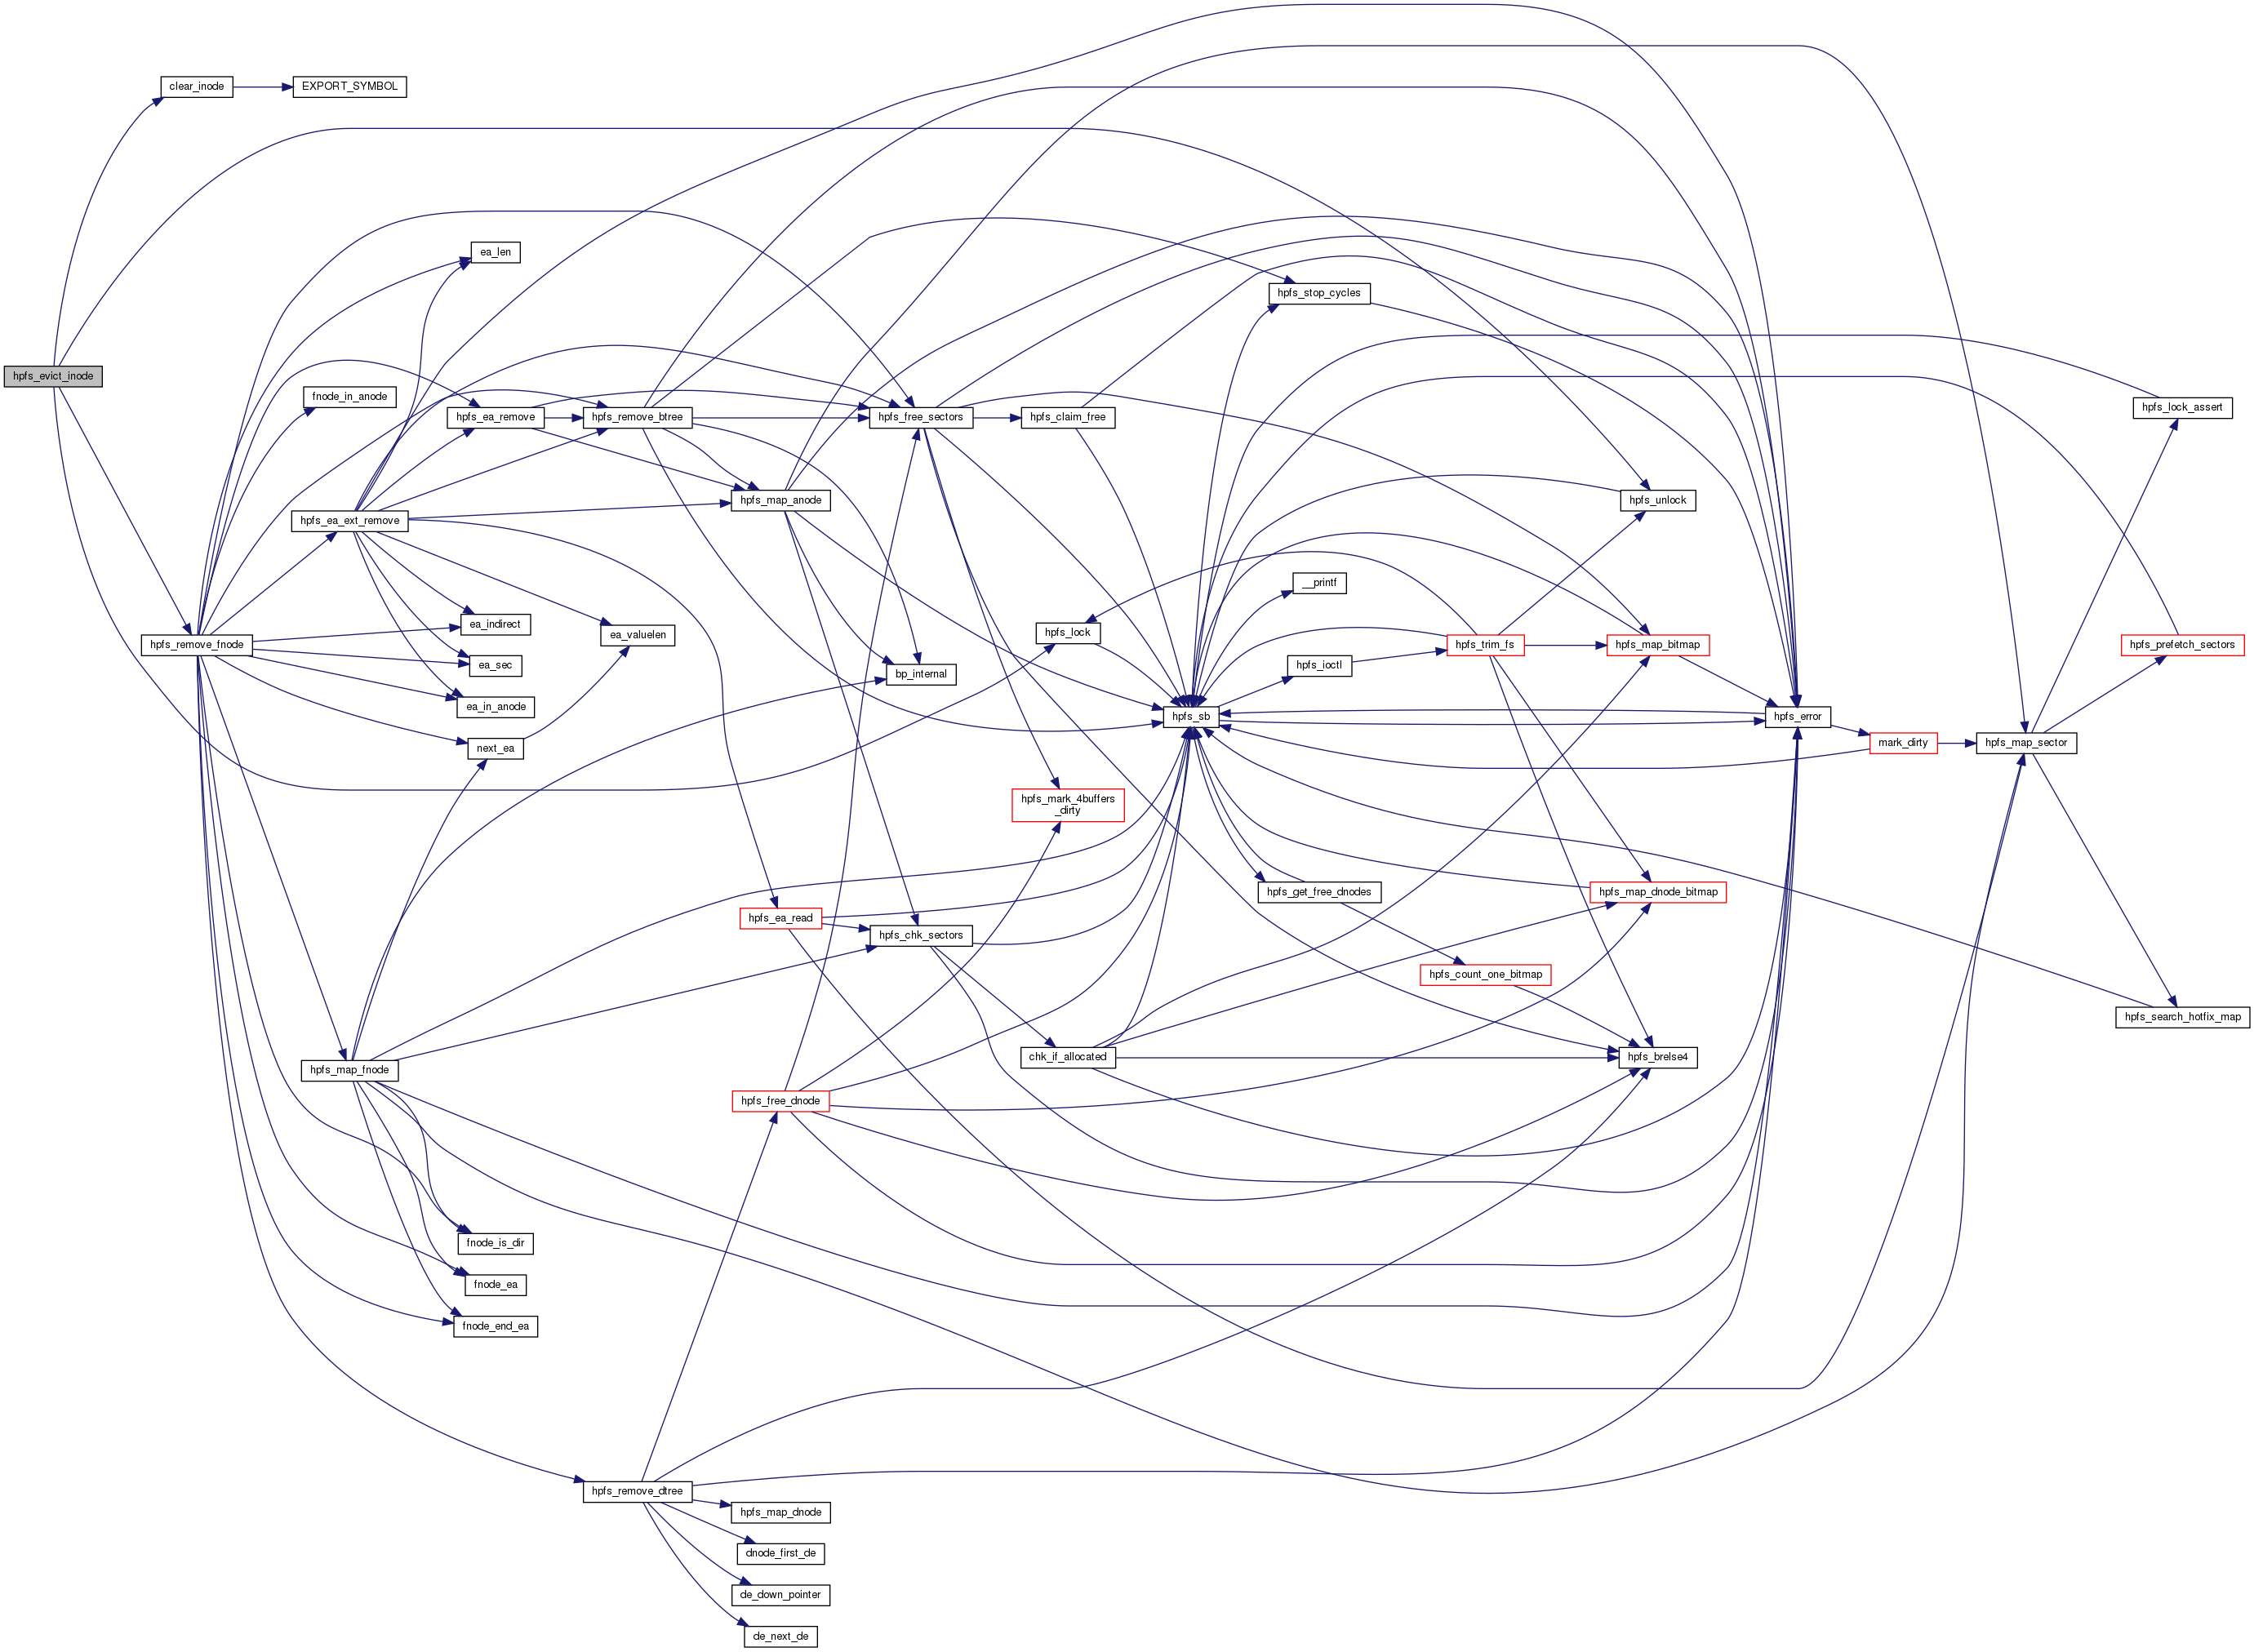 clear_inode
EXPORT_SYMBOL
ea_len
hpfs_stop_cycles
hpfs_evict_inode
fnode_in_anode
hpfs_ea_remove
hpfs_remove_btree
hpfs_free_sectors
hpfs_claim_free
hpfs_lock_assert
hpfs_map_anode
hpfs_unlock
hpfs_ea_ext_remove
__printf
ea_indirect
ea_valuelen
hpfs_lock
hpfs_remove_fnode
hpfs_trim_fs
hpfs_map_bitmap
hpfs_prefetch_sectors
ea_sec
bp_internal
hpfs_ioctl
ea_in_anode
hpfs_sb
hpfs_error
next_ea
mark_dirty
hpfs_map_sector
hpfs_mark_4buffers
_dirty
hpfs_get_free_dnodes
hpfs_map_dnode_bitmap
hpfs_ea_read
hpfs_chk_sectors
hpfs_count_one_bitmap
hpfs_search_hotfix_map
chk_if_allocated
hpfs_brelse4
hpfs_map_fnode
hpfs_free_dnode
fnode_is_dir
fnode_ea
fnode_end_ea
hpfs_remove_dtree
hpfs_map_dnode
dnode_first_de
de_down_pointer
de_next_de